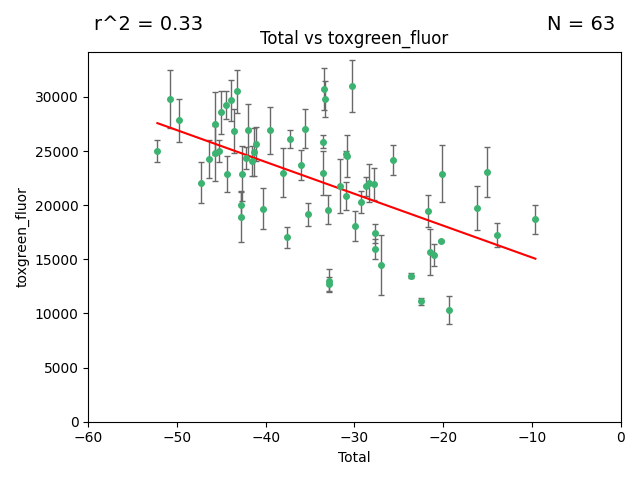 r^2 = 0.33
N = 63
Total vs toxgreen_fluor
30000
25000
20000
15000
10000
5000
0
toxgreen_fluor
−60
−50
−40
−30
−20
−10
0
Total